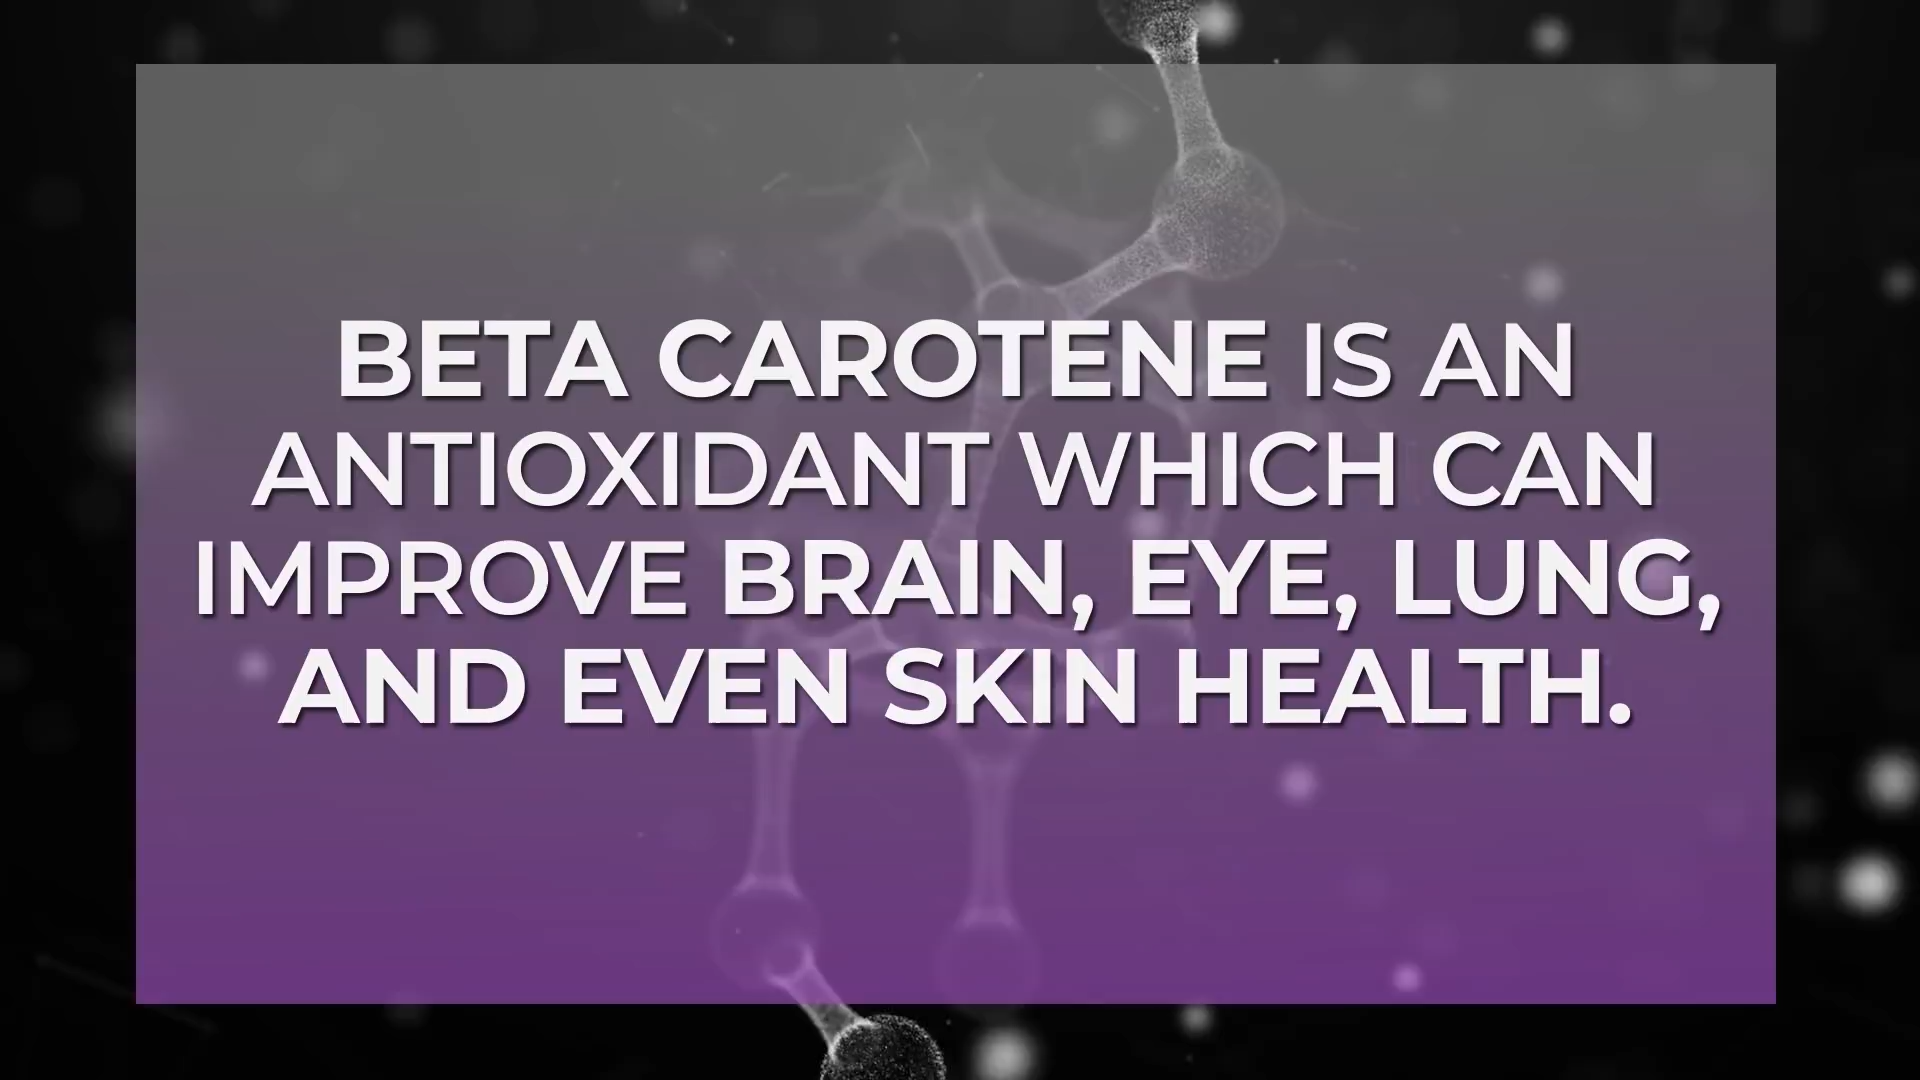 BETA CAROTENE IS AN
ANTIOXIDANT WHICH CAN
IMPROVE BRAIN, EYE, LUNG,
AND EVEN SKIN HEALTH.